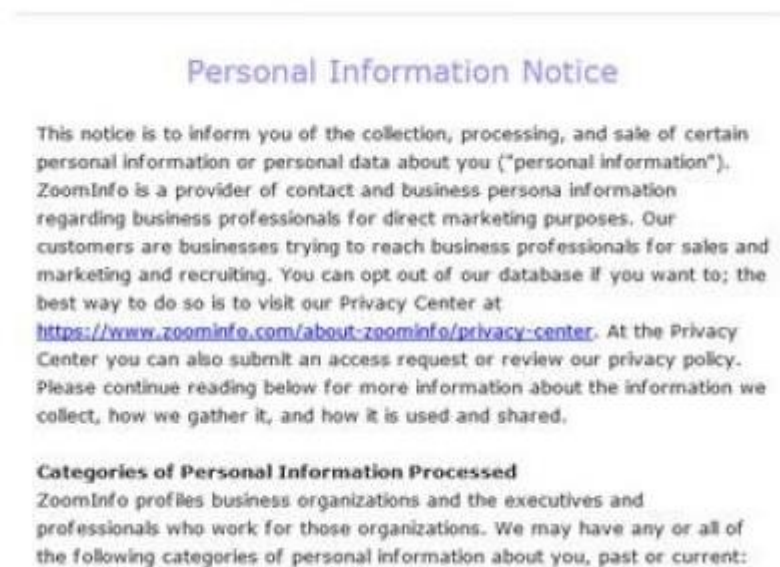 Personal Information Notice
This notice is to inform you of the collection, processing, and sale of certain
personal information or personal data about you ("personal information").
ZoomInfo is a provider of contact and business persona information
regarding business professionals for direct marketing purposes. Our
customers are businesses trying to reach business professionals for sales and
marketing and recruiting. You can opt out of our database if you want to; the
best way to do so is to visit our Privacy Center at
https://www.zoominfo.com/about-zoominfo/privacy-center. At the Privacy
Center you can also submit an access request or review our privacy policy.
Please continue reading below for more information about the information we
collect, how we gather it, and how it is used and shared.
Categories of Personal Information Processed
ZoomInfo profiles business organizations and the executives and
professionals who work for those organizations. We may have any or all of
the following categories of personal information about you, past or current: